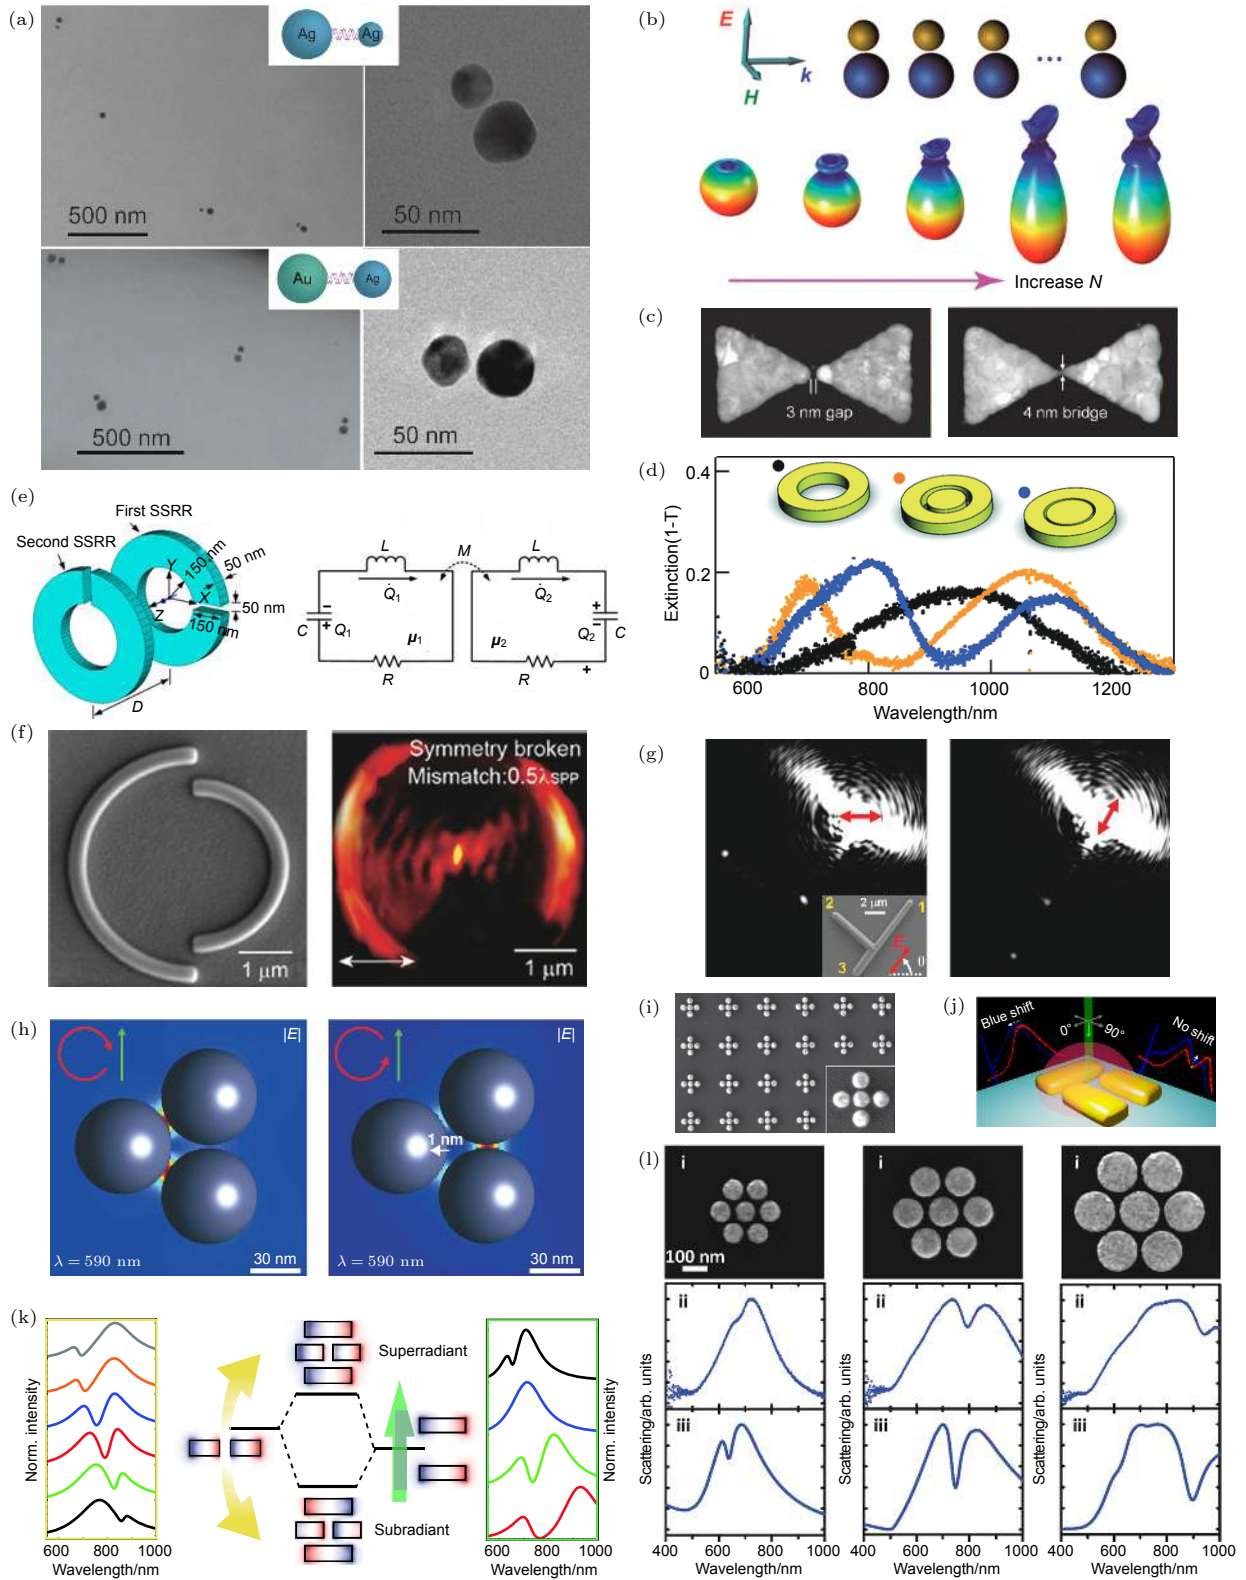 (a)
Ag
Ag
500 nm
50 nm
Au
Ag
500 nm
50 nm
(b)
E
k
H
...
Increase N
(c)
3 nm gap
4 nm bridge
(d)
0.4
0.2
0
Extinction(1-T)
600
800
1000
1200
Wavelength/nm
(e)
First SSRR
Second SSRR
150 nm
50 nm
Y
X
Z
50 nm
150 nm
D
L
M
L
Q̇1
Q̇2
C
Q1
μ1
μ2
Q2
C
R
R
(f)
1 μm
Symmetry broken
Mismatch:0.5λSPP
1 μm
(g)
2 μm
1
2
3
E
θ
(h)
|E|
λ = 590 nm
30 nm
|E|
1 nm
λ = 590 nm
30 nm
(i)
(j)
Blue shift
0°
90°
No shift
(k)
Norm. intensity
600
800
1000
Wavelength/nm
Superradiant
Subradiant
Norm. intensity
600
800
1000
Wavelength/nm
(l)
i
100 nm
i
i
ii
ii
ii
iii
iii
iii
Scattering/arb. units
Scattering/arb. units
Scattering/arb. units
400
600
800
1000
400
600
800
1000
400
600
800
1000
Wavelength/nm
Wavelength/nm
Wavelength/nm